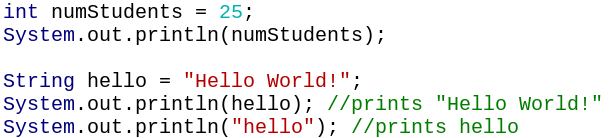 int numStudents = 25;
System.out.println(numStudents);

String hello = "Hello World!";
System.out.println(hello); //prints "Hello World!"
System.out.println("hello"); //prints hello